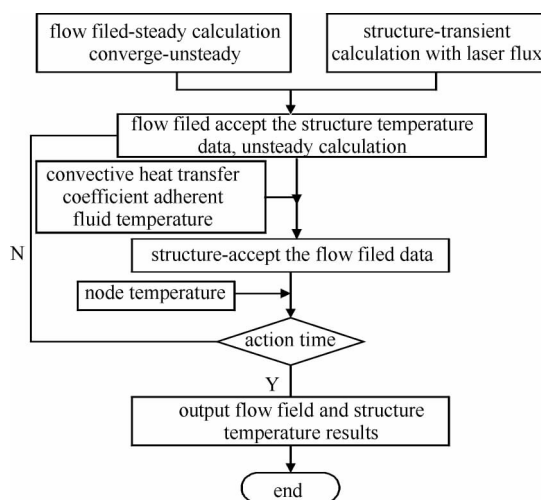 flow filed-steady calculation
converge-unsteady
structure-transient
calculation with laser flux
flow filed accept the structure temperature
data, unsteady calculation
convective heat transfer
coefficient adherent
fluid temperature
N
structure-accept the flow filed data
node temperature
action time
Y
output flow field and structure
temperature results
end